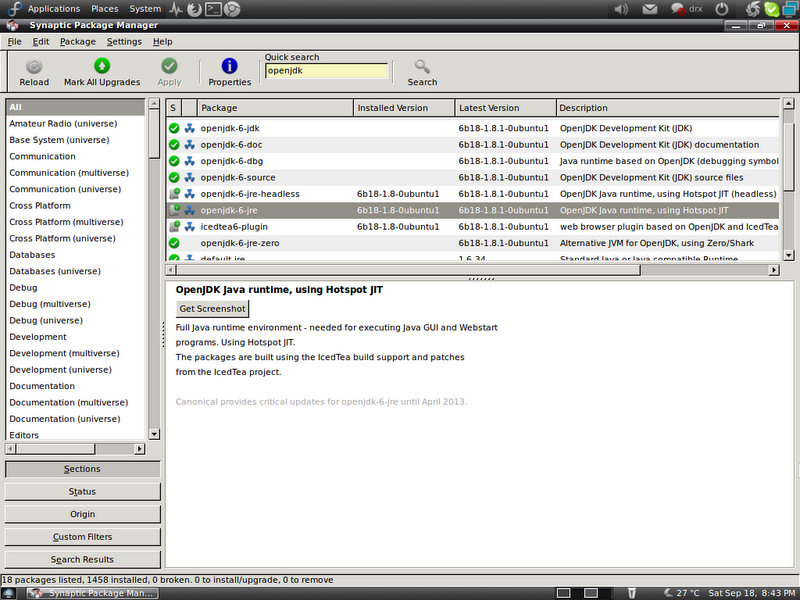 Applications Places System drx
Synaptic Package Manager
File Edit Package Settings Help
Reload Mark All Upgrades Apply Properties Quick search openjdk Search
All
Amateur Radio (universe)
Base System (universe)
Communication
Communication (multiverse)
Communication (universe)
Cross Platform
Cross Platform (multiverse)
Cross Platform (universe)
Databases
Databases (universe)
Debug
Debug (multiverse)
Debug (universe)
Development
Development (multiverse)
Development (universe)
Documentation
Documentation (multiverse)
Documentation (universe)
Editors
Sections
Status
Origin
Custom Filters
Search Results
S Package Installed Version Latest Version Description
openjdk-6-jdk 6b18-1.8.1-0ubuntu1 OpenJDK Development Kit (JDK)
openjdk-6-doc 6b18-1.8.1-0ubuntu1 OpenJDK Development Kit (JDK) documentation
openjdk-6-dbg 6b18-1.8.1-0ubuntu1 Java runtime based on OpenJDK (debugging symbol
openjdk-6-source 6b18-1.8.1-0ubuntu1 OpenJDK Development Kit (JDK) source files
openjdk-6-jre-headless 6b18-1.8-0ubuntu1 6b18-1.8.1-0ubuntu1 OpenJDK Java runtime, using Hotspot JIT (headless)
openjdk-6-jre 6b18-1.8-0ubuntu1 6b18-1.8.1-0ubuntu1 OpenJDK Java runtime, using Hotspot JIT
icedtea6-plugin 6b18-1.8-0ubuntu1 6b18-1.8.1-0ubuntu1 web browser plugin based on OpenJDK and IcedTea
openjdk-6-jre-zero 6b18-1.8.1-0ubuntu1 Alternative JVM for OpenJDK, using Zero/Shark
default-jre 1.6-34 Standard Java or Java compatible Runtime
OpenJDK Java runtime, using Hotspot JIT
Get Screenshot
Full Java runtime environment - needed for executing Java GUI and Webstart
programs. Using Hotspot JIT.
The packages are built using the IcedTea build support and patches
from the IcedTea project.
Canonical provides critical updates for openjdk-6-jre until April 2013.
18 packages listed, 1458 installed, 0 broken. 0 to install/upgrade, 0 to remove
Synaptic Package Man... 27 °C Sat Sep 18, 8:43 PM